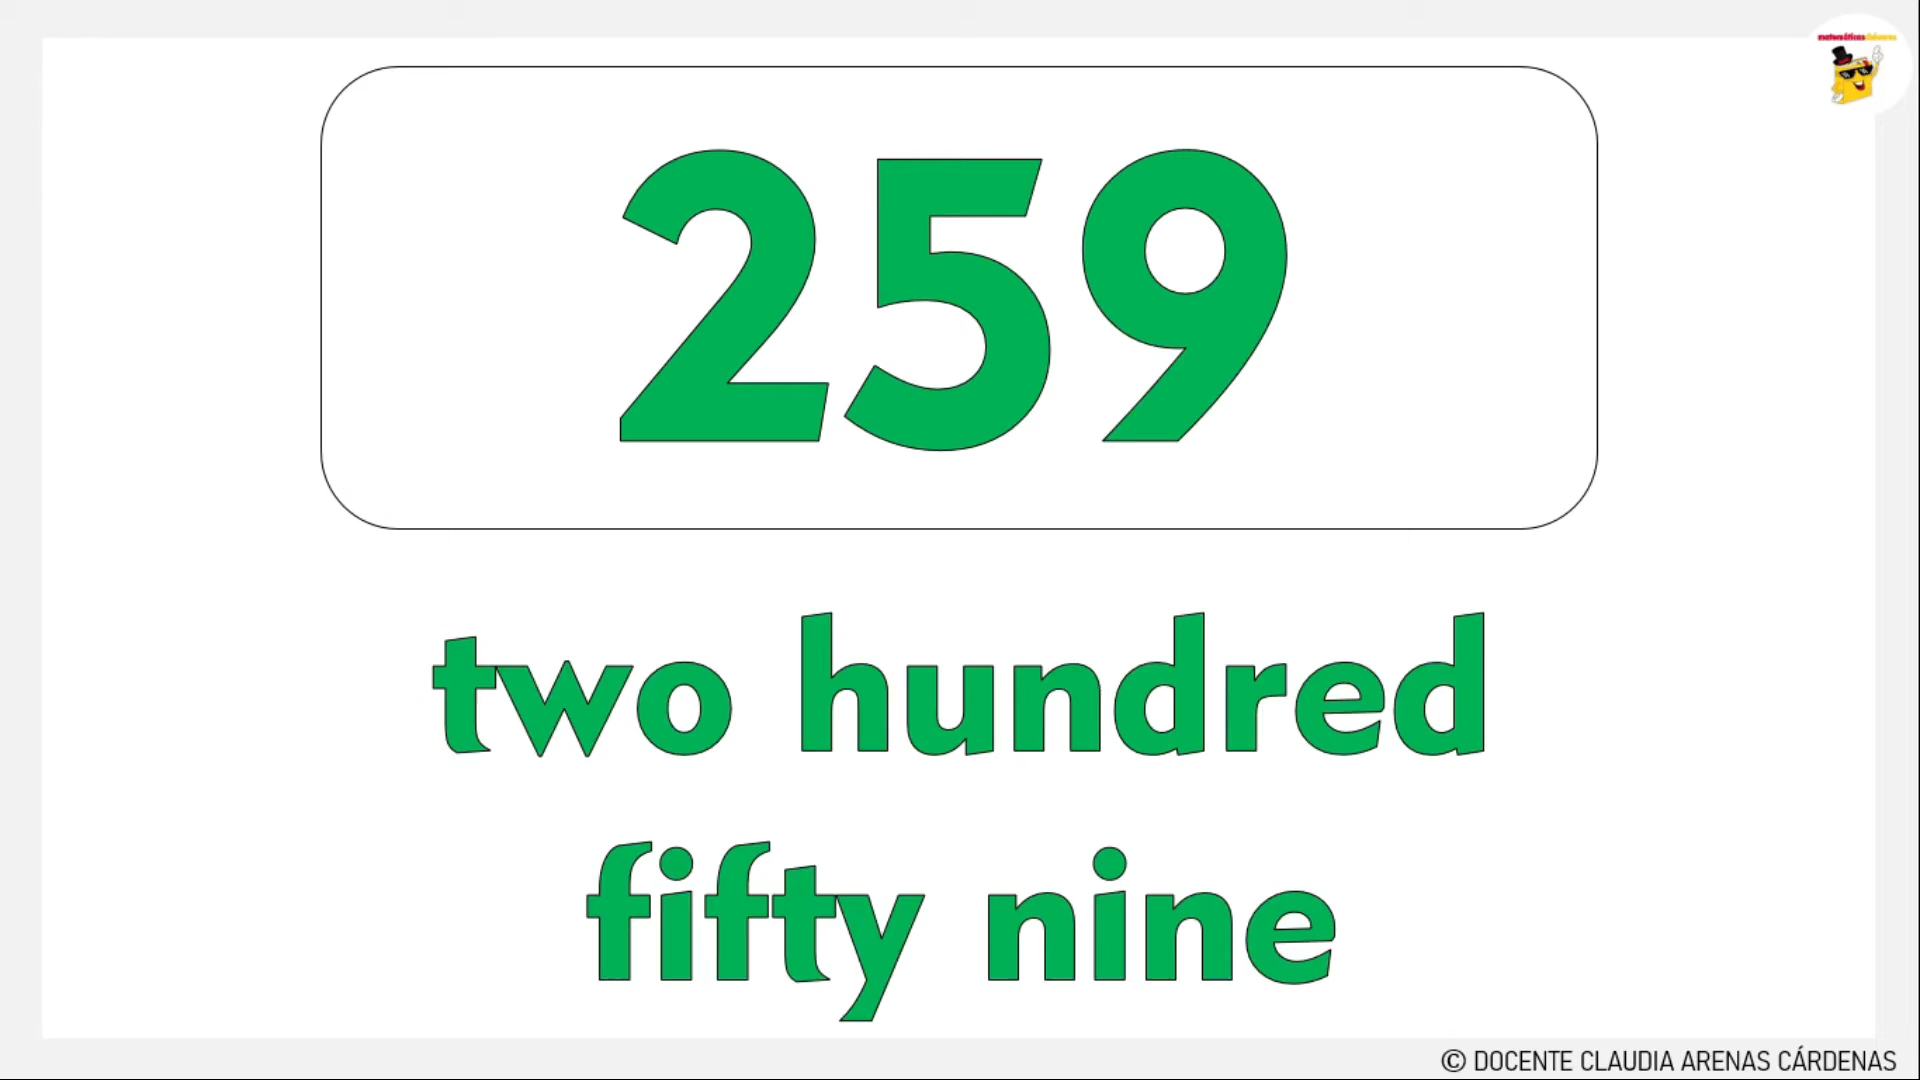 259
two hundred
fifty nine
© DOCENTE CLAUDIA ARENAS CÁRDENAS